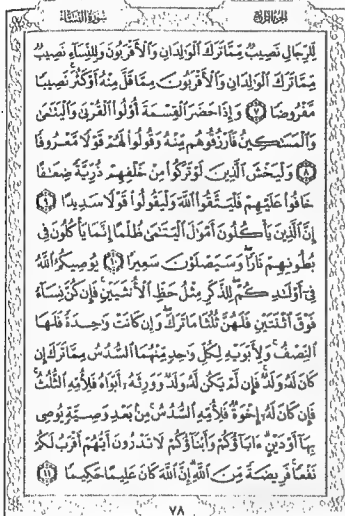 الجزء الرابع
سورة النساء
لِّلرِّجَالِ نَصِيبٌ مِّمَّا تَرَكَ الْوَالِدَانِ وَالْأَقْرَبُونَ وَلِلنِّسَاءِ نَصِيبٌ
مِّمَّا تَرَكَ الْوَالِدَانِ وَالْأَقْرَبُونَ مِمَّا قَلَّ مِنْهُ أَوْ كَثُرَ نَصِيبًا
مَّفْرُوضًا ٧ وَإِذَا حَضَرَ الْقِسْمَةَ أُولُوا الْقُرْبَىٰ وَالْيَتَامَىٰ
وَالْمَسَاكِينُ فَارْزُقُوهُم مِّنْهُ وَقُولُوا لَهُمْ قَوْلًا مَّعْرُوفًا
٨ وَلْيَخْشَ الَّذِينَ لَوْ تَرَكُوا مِنْ خَلْفِهِمْ ذُرِّيَّةً ضِعَافًا
خَافُوا عَلَيْهِمْ فَلْيَتَّقُوا اللَّهَ وَلْيَقُولُوا قَوْلًا سَدِيدًا ٩
إِنَّ الَّذِينَ يَأْكُلُونَ أَمْوَالَ الْيَتَامَىٰ ظُلْمًا إِنَّمَا يَأْكُلُونَ فِي
بُطُونِهِمْ نَارًا وَسَيَصْلَوْنَ سَعِيرًا ١٠ يُوصِيكُمُ اللَّهُ
فِي أَوْلَادِكُمْ لِلذَّكَرِ مِثْلُ حَظِّ الْأُنثَيَيْنِ فَإِن كُنَّ نِسَاءً
فَوْقَ اثْنَتَيْنِ فَلَهُنَّ ثُلُثَا مَا تَرَكَ وَإِن كَانَتْ وَاحِدَةً فَلَهَا
النِّصْفُ وَلِأَبَوَيْهِ لِكُلِّ وَاحِدٍ مِّنْهُمَا السُّدُسُ مِمَّا تَرَكَ إِن
كَانَ لَهُ وَلَدٌ فَإِن لَّمْ يَكُن لَّهُ وَلَدٌ وَوَرِثَهُ أَبَوَاهُ فَلِأُمِّهِ الثُّلُثُ
فَإِن كَانَ لَهُ إِخْوَةٌ فَلِأُمِّهِ السُّدُسُ مِن بَعْدِ وَصِيَّةٍ يُوصِي
بِهَا أَوْ دَيْنٍ ءَابَاؤُكُمْ وَأَبْنَاؤُكُمْ لَا تَدْرُونَ أَيُّهُمْ أَقْرَبُ لَكُمْ
نَفْعًا فَرِيضَةً مِّنَ اللَّهِ إِنَّ اللَّهَ كَانَ عَلِيمًا حَكِيمًا ١١
٧٨